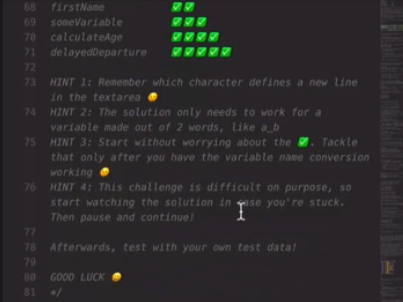 68 firstName ✅✅
69 someVariable ✅✅✅
70 calculateAge ✅✅✅✅
71 delayedDeparture ✅✅✅✅✅
72
73 HINT 1: Remember which character defines a new line
in the textarea 😉
74 HINT 2: The solution only needs to work for a
variable made out of 2 words, like a_b
75 HINT 3: Start without worrying about the ✅. Tackle
that only after you have the variable name conversion
working 😉
76 HINT 4: This challenge is difficult on purpose, so
start watching the solution in case you're stuck.
Then pause and continue!
77
78 Afterwards, test with your own test data!
79
80 GOOD LUCK 😀
81 */